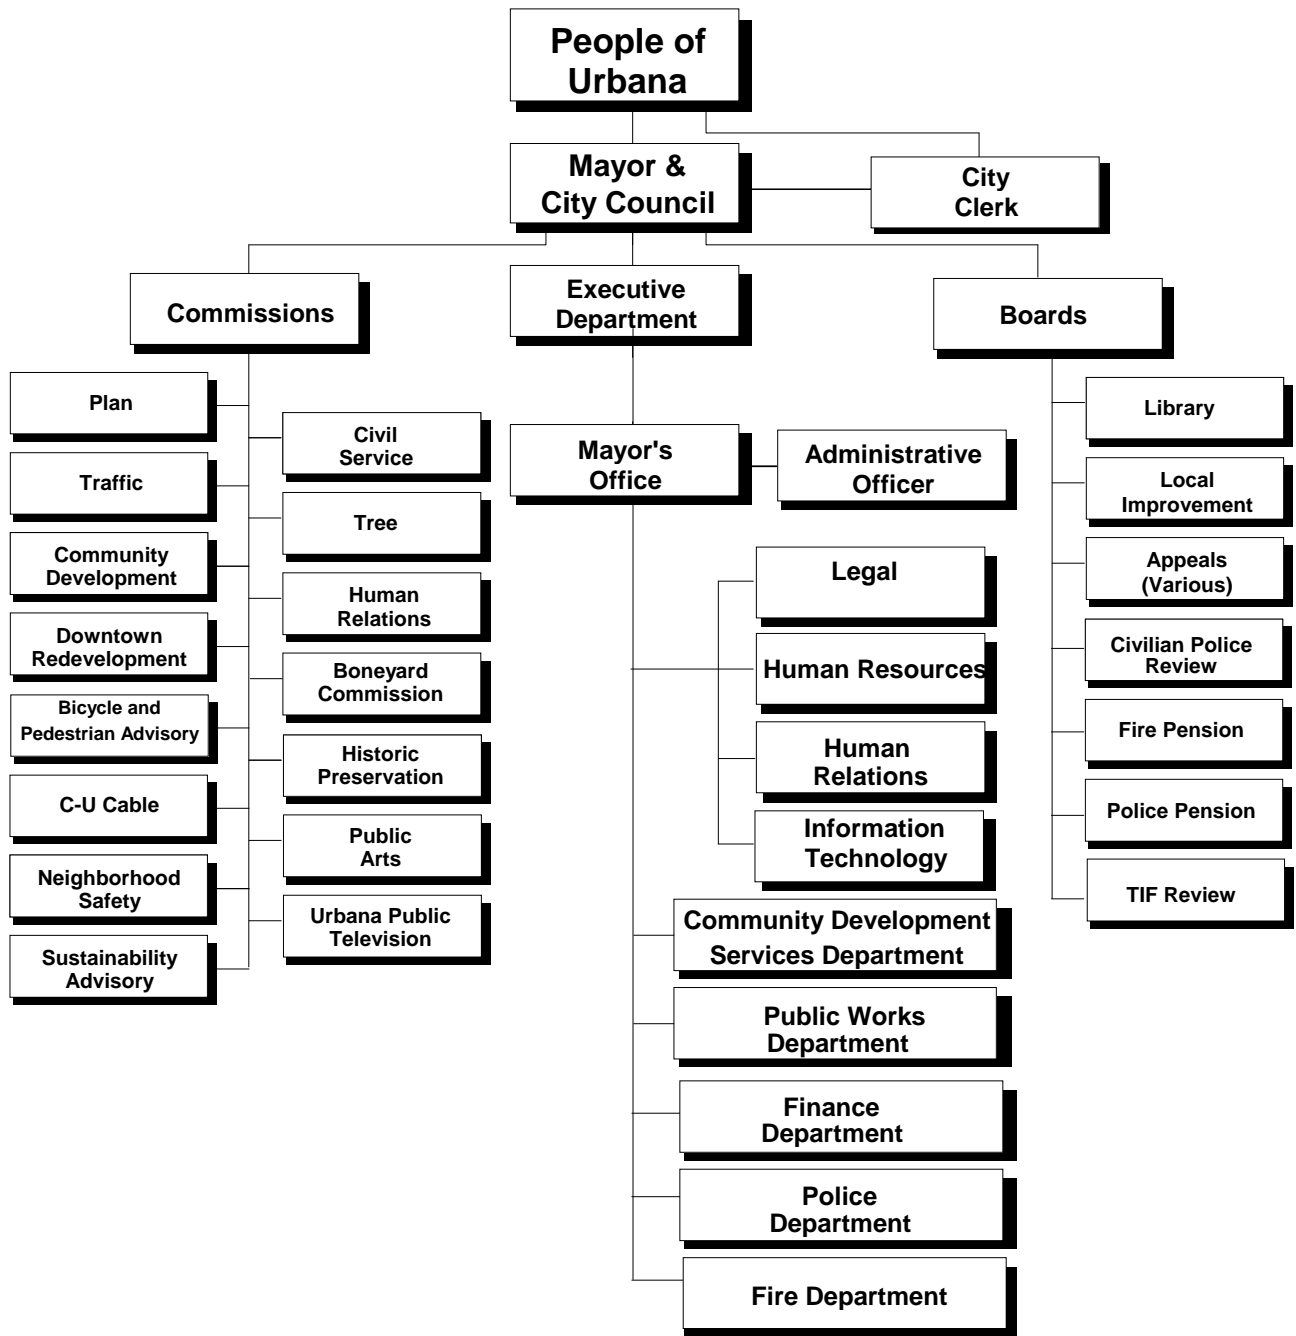 People of
Urbana
Mayor &
City Council
City
Clerk
Commissions
Executive
Department
Boards
Plan
Traffic
Community
Development
Downtown
Redevelopment
Bicycle and
Pedestrian Advisory
C-U Cable
Neighborhood
Safety
Sustainability
Advisory
Civil
Service
Tree
Human
Relations
Boneyard
Commission
Historic
Preservation
Public
Arts
Urbana Public
Television
Mayor's
Office
Administrative
Officer
Legal
Human Resources
Human
Relations
Information
Technology
Community Development
Services Department
Public Works
Department
Finance
Department
Police
Department
Fire Department
Library
Local
Improvement
Appeals
(Various)
Civilian Police
Review
Fire Pension
Police Pension
TIF Review